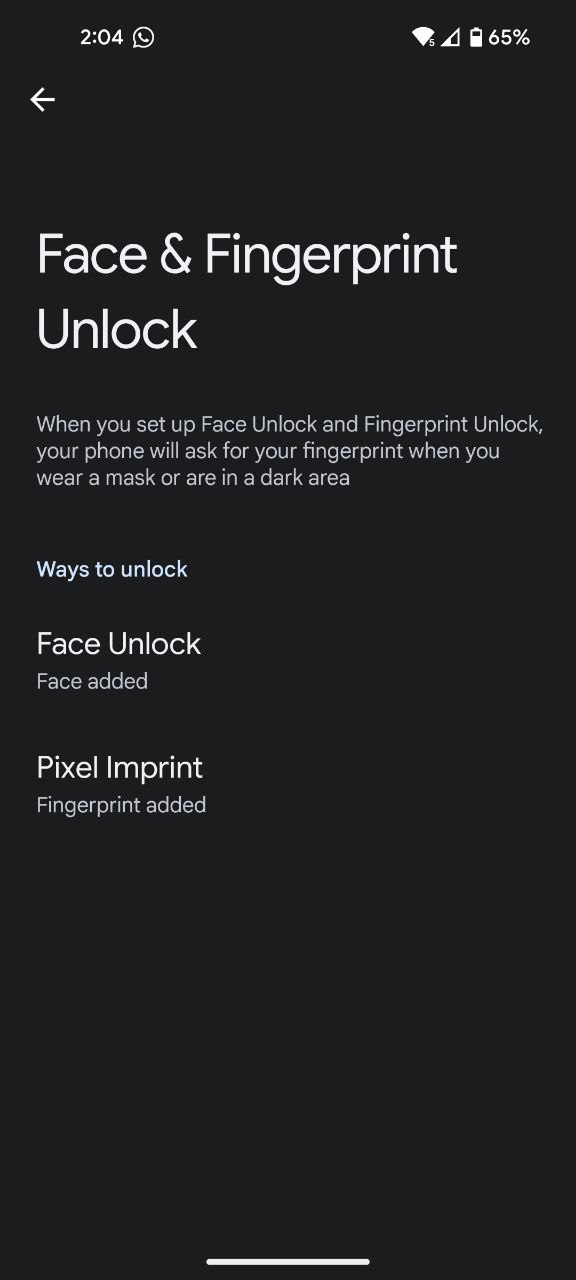 2:04
5
65%
Face & Fingerprint
Unlock
When you set up Face Unlock and Fingerprint Unlock,
your phone will ask for your fingerprint when you
wear a mask or are in a dark area
Ways to unlock
Face Unlock
Face added
Pixel Imprint
Fingerprint added